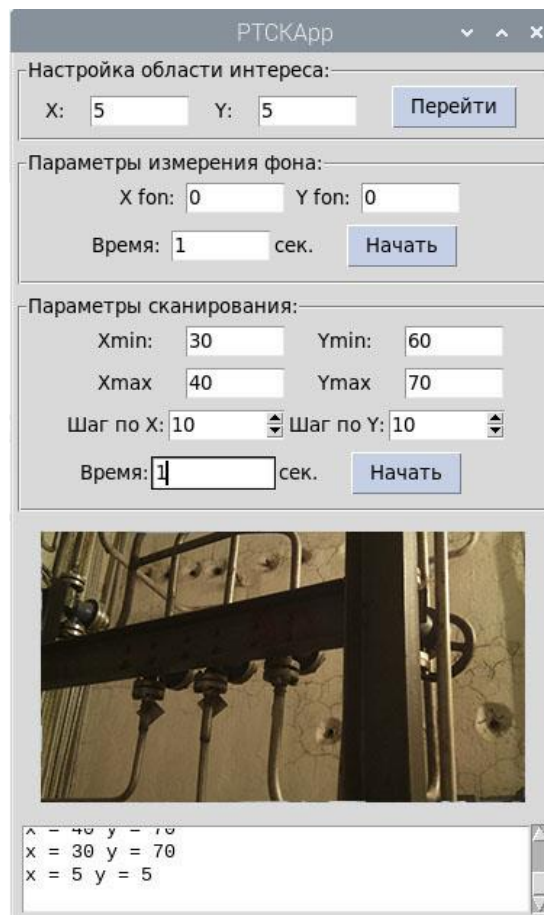 PTCKApp
Настройка области интереса:
X: 5 Y: 5 Перейти
Параметры измерения фона:
X fon: 0 Y fon: 0
Время: 1 сек. Начать
Параметры сканирования:
Xmin: 30 Ymin: 60
Xmax 40 Ymax 70
Шаг по X: 10 Шаг по Y: 10
Время: 1 сек. Начать
x = 40 y = 70
x = 30 y = 70
x = 5 y = 5